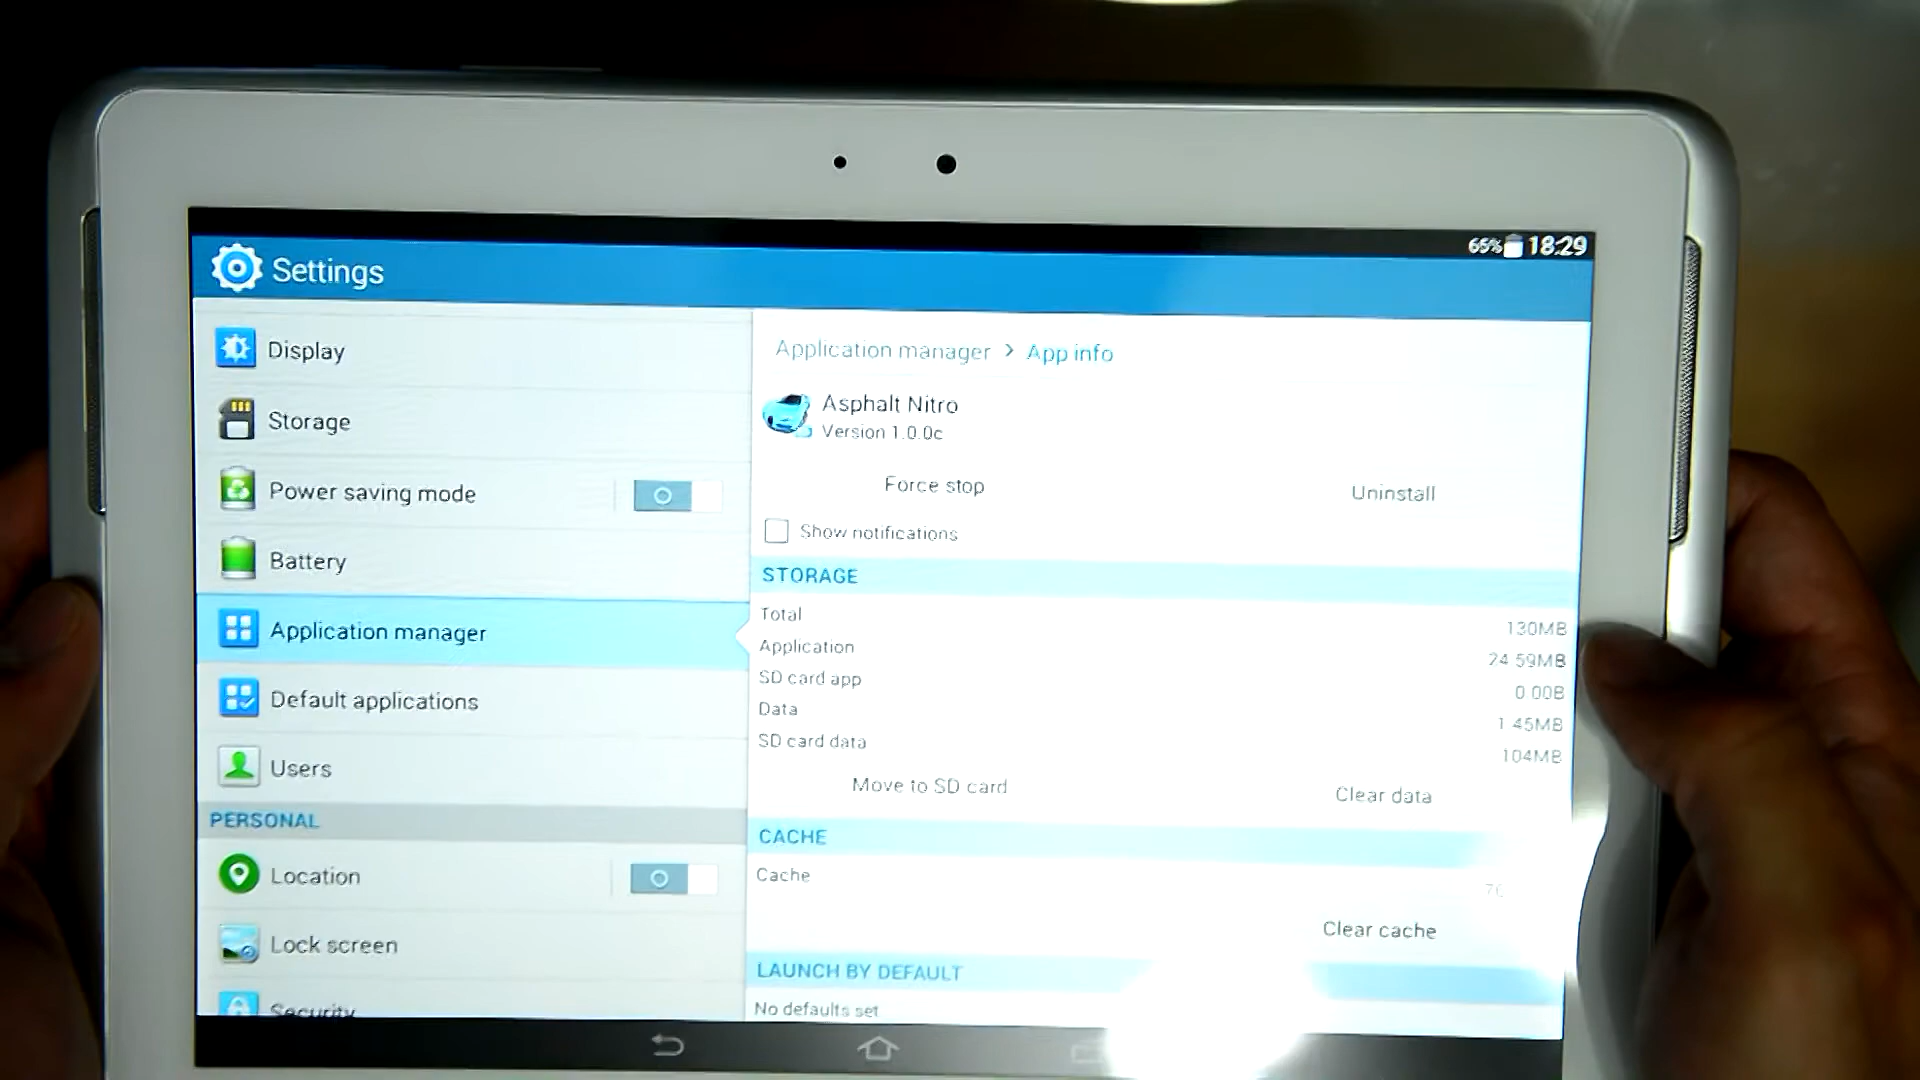 65% 18:29
Settings
Display
Storage
Power saving mode
Battery
Application manager
Default applications
Users
PERSONAL
Location
Lock screen
Security
Application manager > App info
Asphalt Nitro
Version 1.0.0c
Force stop
Uninstall
Show notifications
STORAGE
Total 130MB
Application 24.59MB
SD card app 0.00B
Data 1.45MB
SD card data 104MB
Move to SD card
Clear data
CACHE
Cache
Clear cache
LAUNCH BY DEFAULT
No defaults set